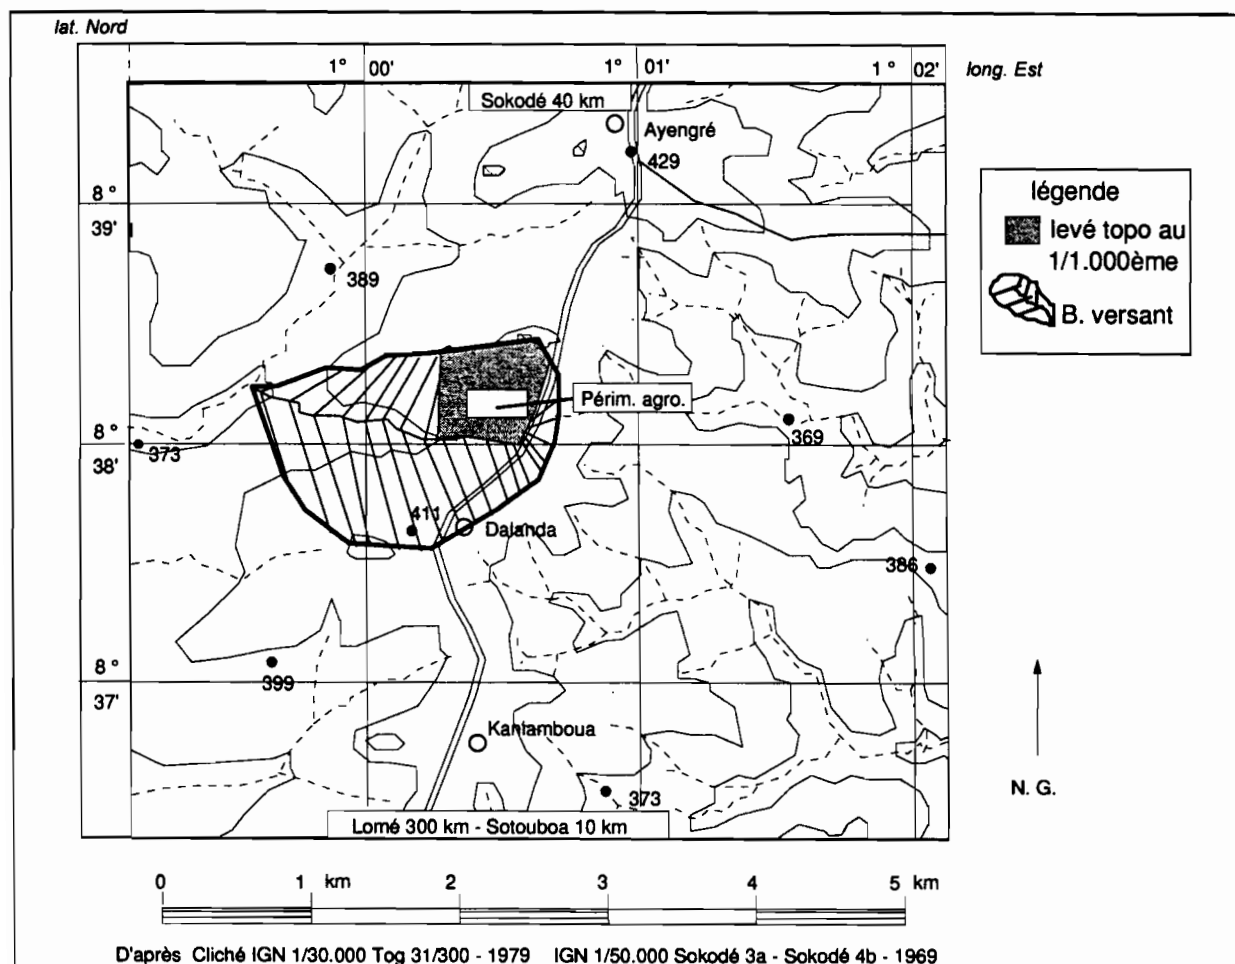 lat. Nord
1° 00' 1° 01' 1° 02' long. Est
Sokodé 40 km
Ayengré
429
8°
39'
389
légende
levé topo au
1/1.000ème
B. versant
Périm. agro.
369
8°
38'
373
411
Dalanda
386
8°
37'
399
Kaniamboua
373
N. G.
Lomé 300 km - Sotouboa 10 km
0 1 km 2 3 4 5 km
D'après Cliché IGN 1/30.000 Tog 31/300 - 1979 IGN 1/50.000 Sokodé 3a - Sokodé 4b - 1969